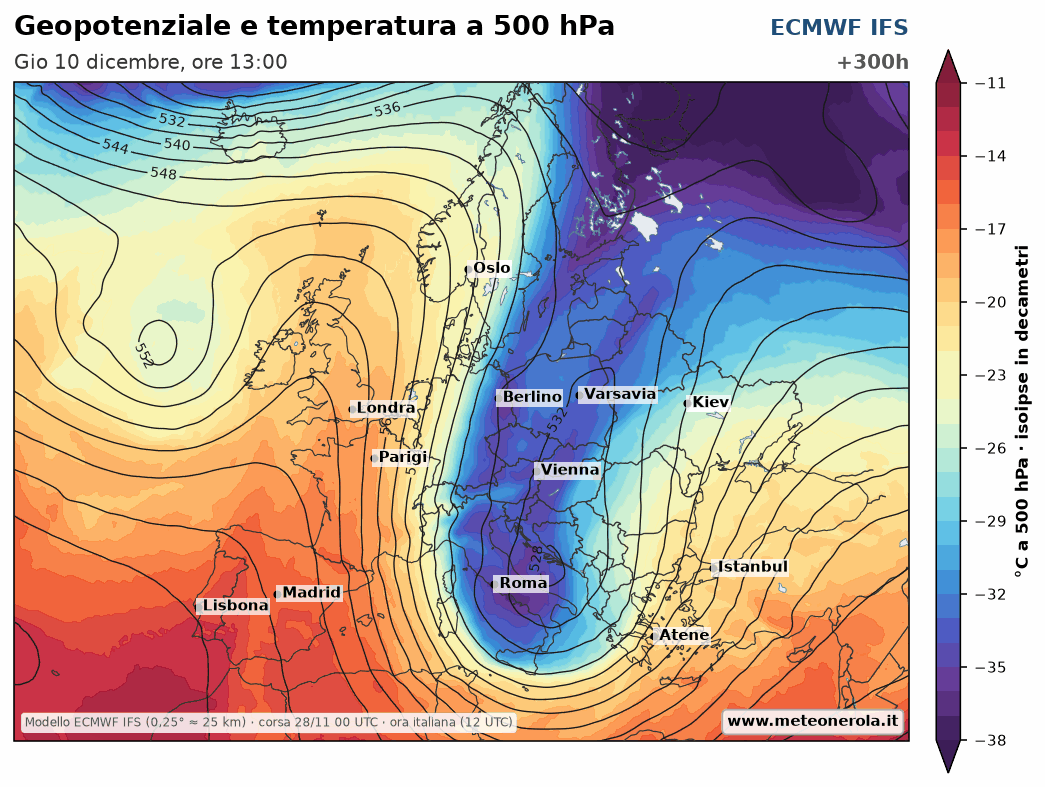 Geopotenziale e temperatura a 500 hPa
ECMWF IFS
Gio 10 dicembre, ore 13:00
+300h
532
536
544
540
548
552
Oslo
Berlino
Varsavia
Kiev
Londra
532
Parigi
Vienna
528
Roma
Istanbul
Madrid
Lisbona
Atene
Modello ECMWF IFS (0,25° ≈ 25 km) · corsa 28/11 00 UTC · ora italiana (12 UTC)
www.meteonerola.it
−11
−14
−17
−20
−23
−26
−29
−32
−35
−38
°C a 500 hPa · isoipse in decametri